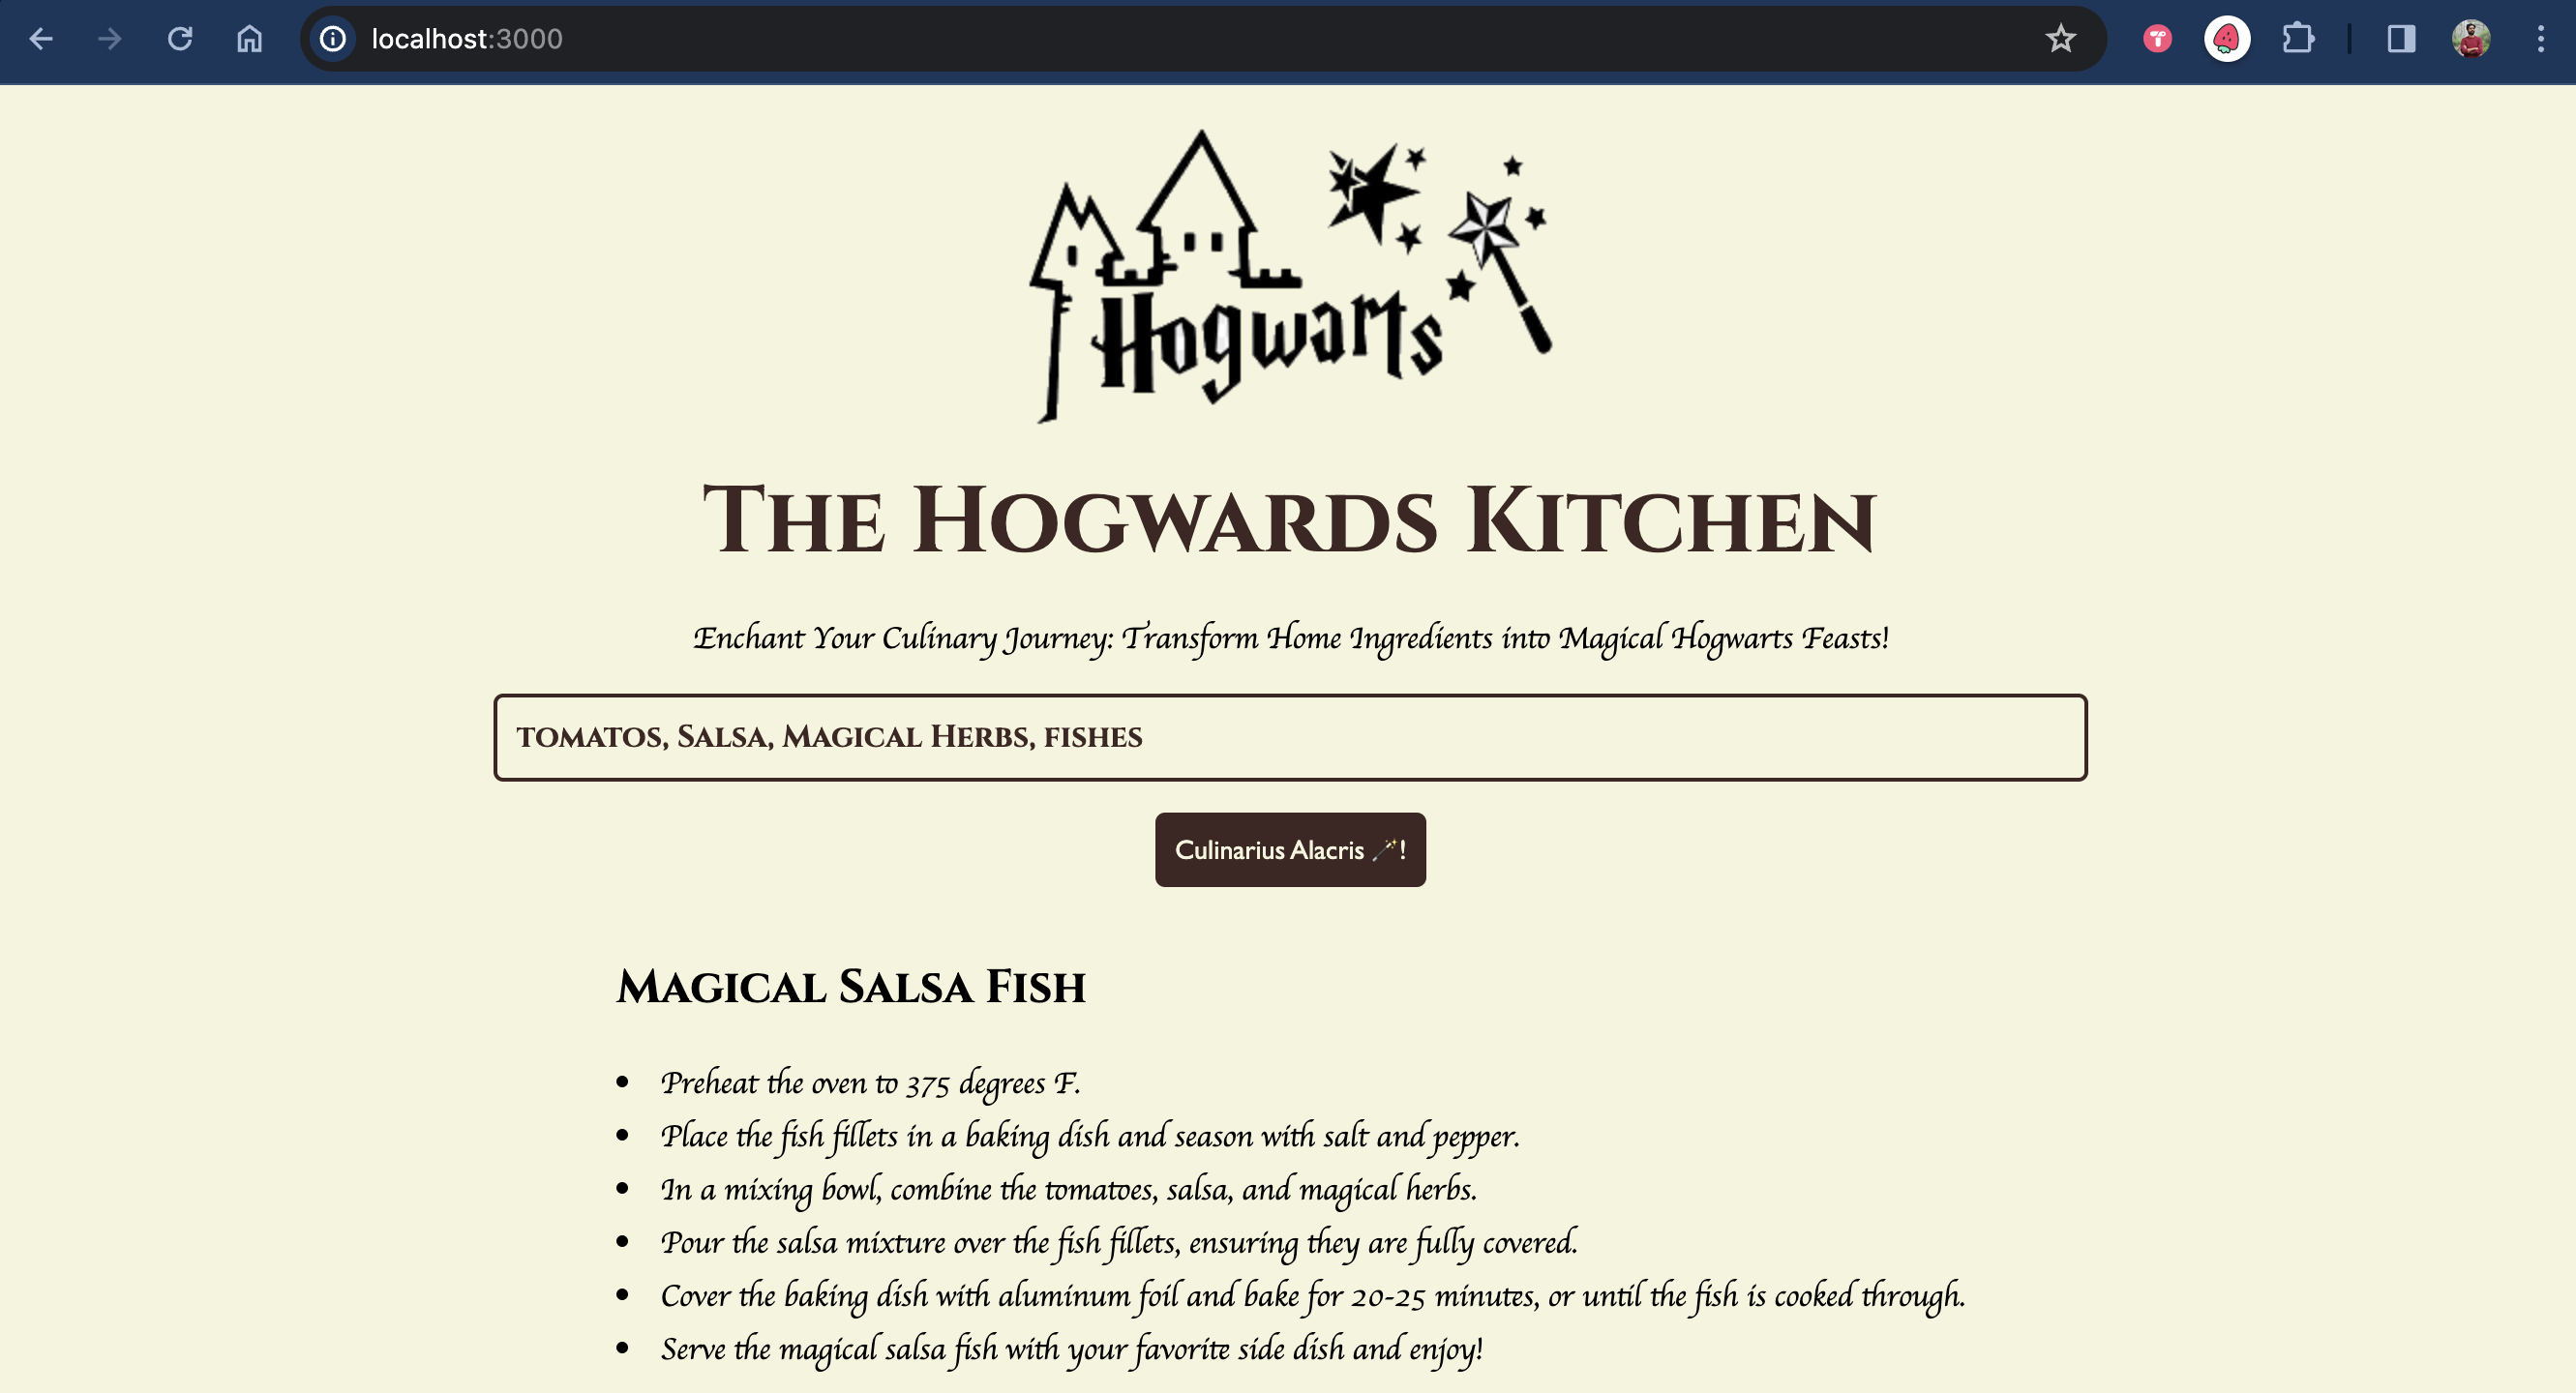 localhost:3000
Hogwarts
The Hogwards Kitchen
Enchant Your Culinary Journey: Transform Home Ingredients into Magical Hogwarts Feasts!
tomatos, Salsa, Magical Herbs, fishes
Culinarius Alacris 🪄!
Magical Salsa Fish
• Preheat the oven to 375 degrees F.
• Place the fish fillets in a baking dish and season with salt and pepper.
• In a mixing bowl, combine the tomatoes, salsa, and magical herbs.
• Pour the salsa mixture over the fish fillets, ensuring they are fully covered.
• Cover the baking dish with aluminum foil and bake for 20-25 minutes, or until the fish is cooked through.
• Serve the magical salsa fish with your favorite side dish and enjoy!